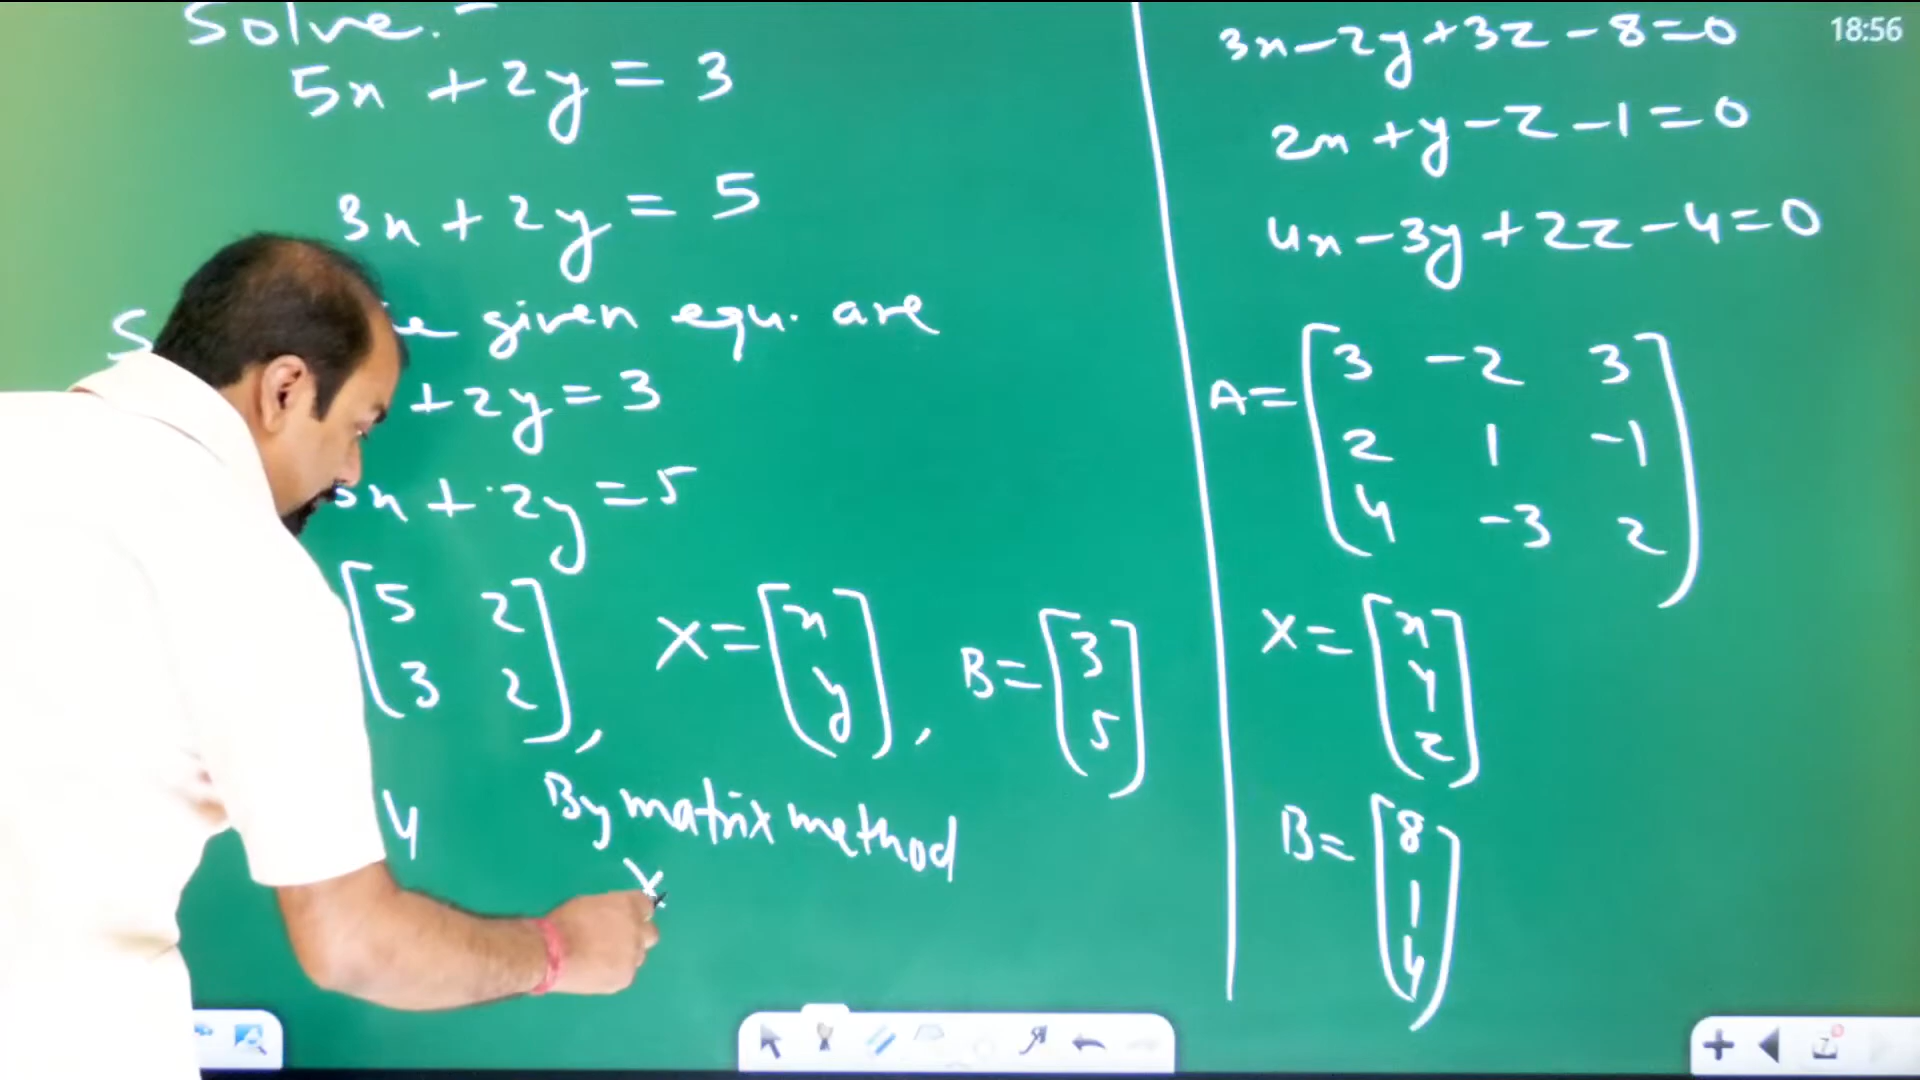 Solve:-
5x + 2y = 3
3x + 2y = 5
given equ. are
+ 2y = 3
x + 2y = 5
[5 2
3 2], X = [x
y], B = [3
5]
4 By matrix method
X
3x - 2y + 3z - 8 = 0
2x + y - z - 1 = 0
4x - 3y + 2z - 4 = 0
A = [3 -2 3
2 1 -1
4 -3 2]
X = [x
y
z]
B = [8
1
4]
18:56